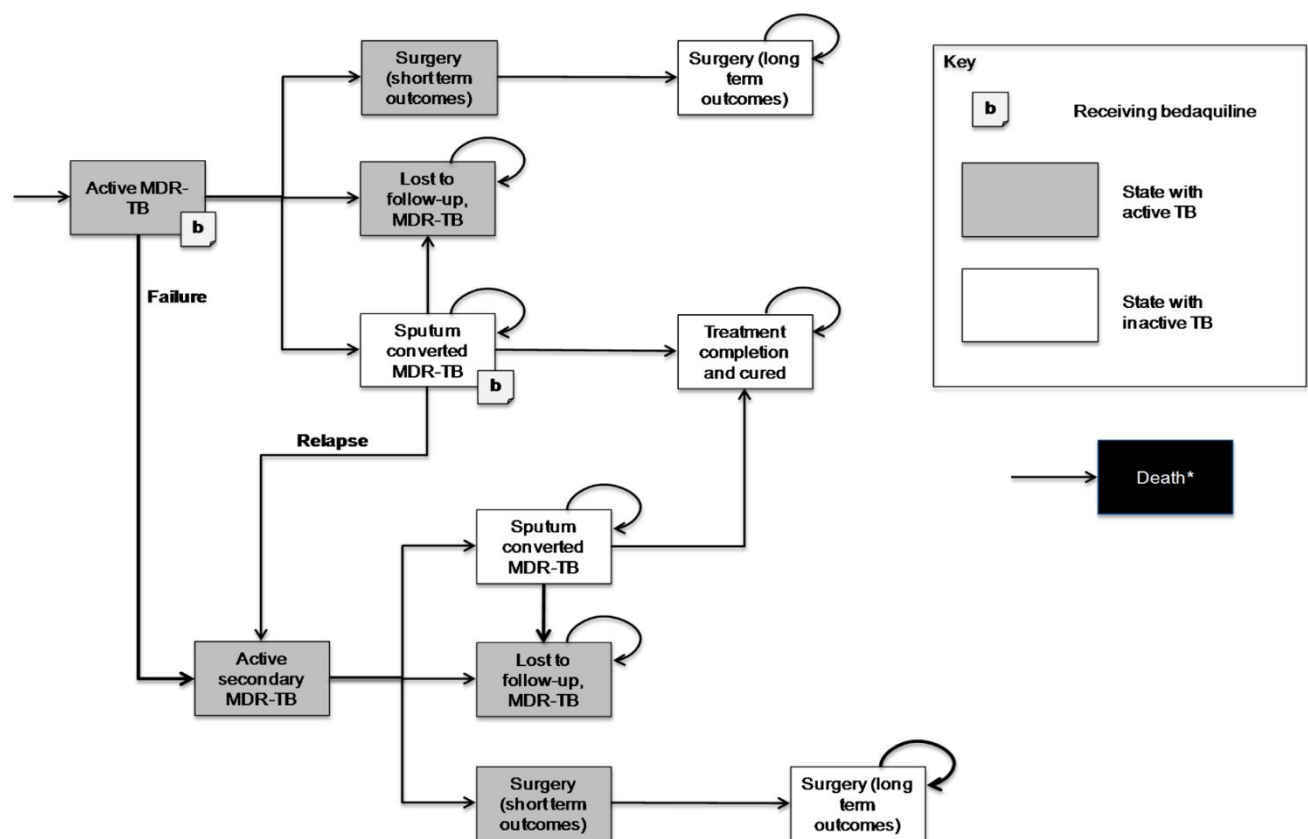 Surgery
(short term
outcomes)
Surgery (long
term
outcomes)
Key
b
Receiving bedaquiline
Active MDR-
TB
b
Lost to
follow-up,
MDR-TB
State with
active TB
Failure
Sputum
converted
MDR-TB
b
Treatment
completion
and cured
State with
inactive TB
Relapse
Death*
Sputum
converted
MDR-TB
Active
secondary
MDR-TB
Lost to
follow-up,
MDR-TB
Surgery
(short term
outcomes)
Surgery (long
term
outcomes)